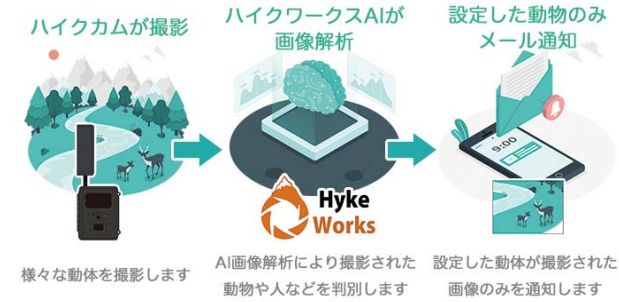 ハイクカムが撮影
ハイクワークスAIが
画像解析
設定した動物のみ
メール通知
9:00
Hyke
Works
様々な動体を撮影します
AI画像解析により撮影された
動物や人などを判別します
設定した動体が撮影された
画像のみを通知します